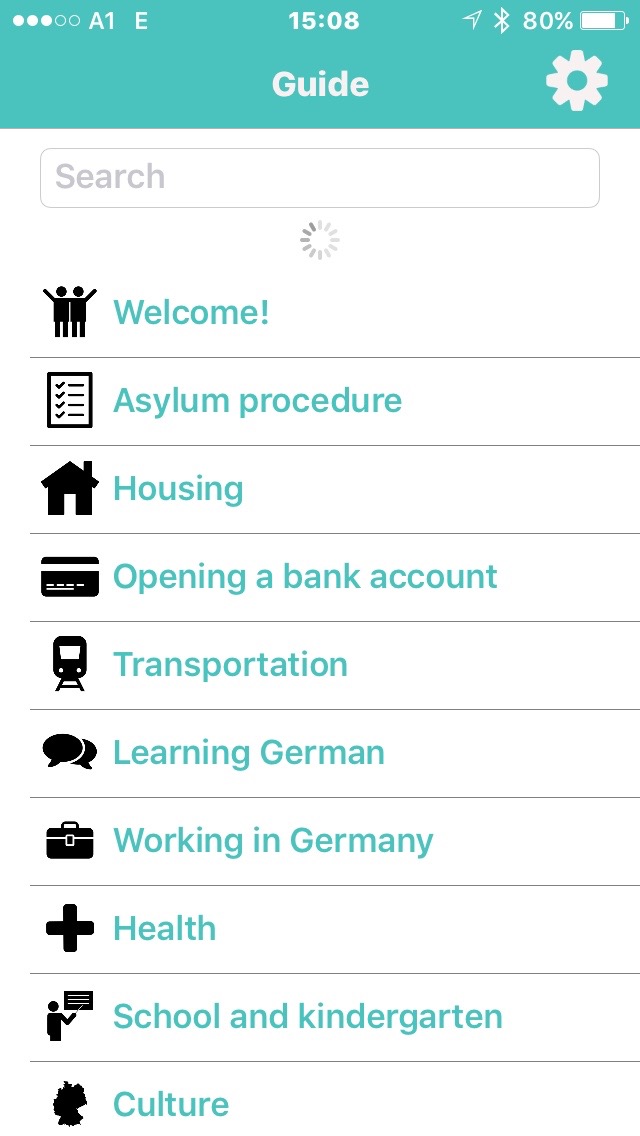 A1 E 15:08 80%
Guide
Search
Welcome!
Asylum procedure
Housing
Opening a bank account
Transportation
Learning German
Working in Germany
Health
School and kindergarten
Culture